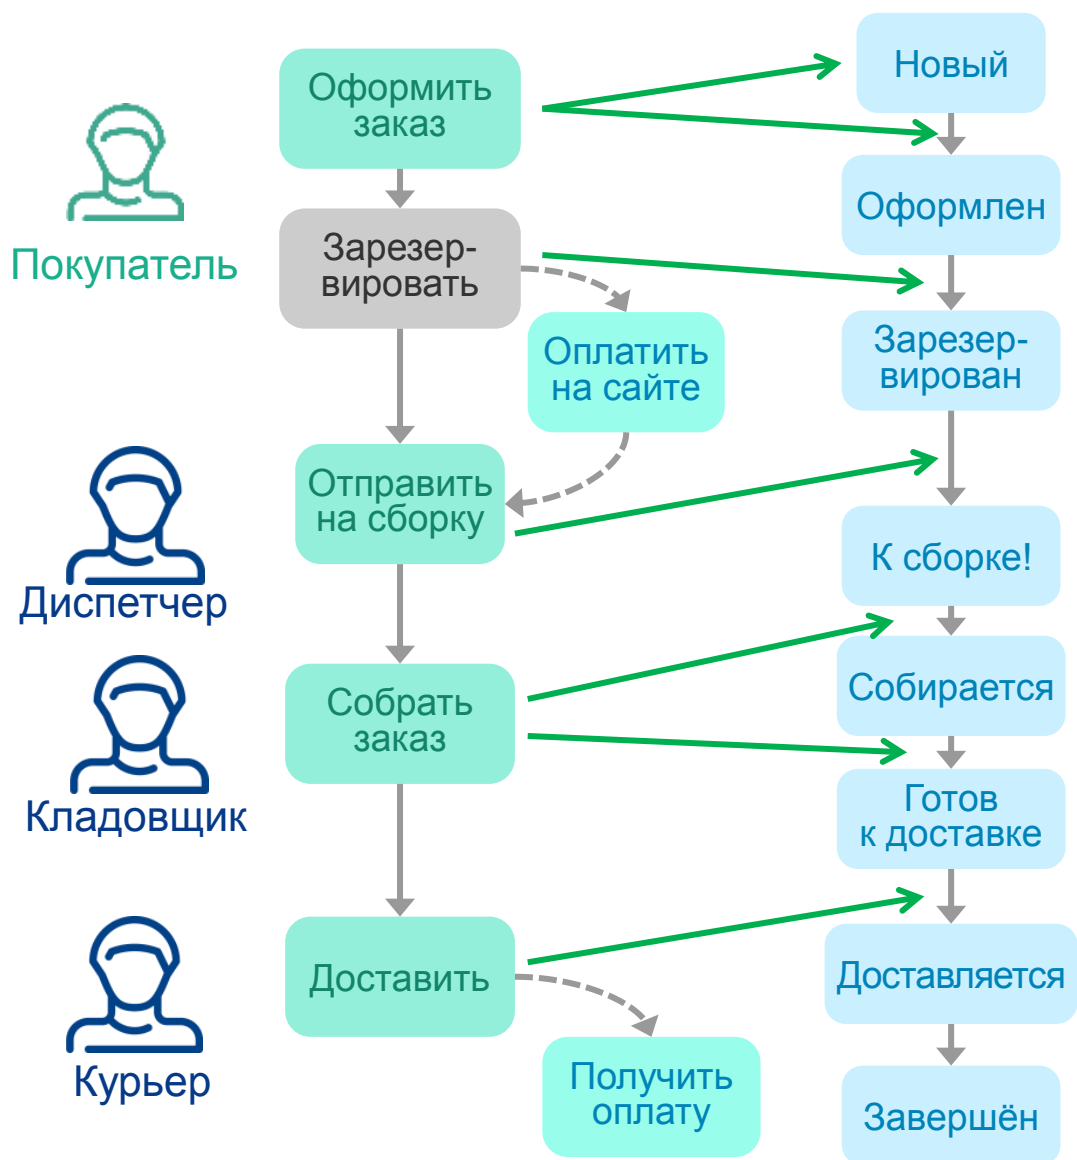 Новый
Оформить
заказ
Оформлен
Покупатель
Зарезер-
вировать
Оплатить
на сайте
Зарезер-
вирован
Отправить
на сборку
К сборке!
Диспетчер
Собрать
заказ
Собирается
Готов
к доставке
Кладовщик
Доставить
Доставляется
Курьер
Получить
оплату
Завершён